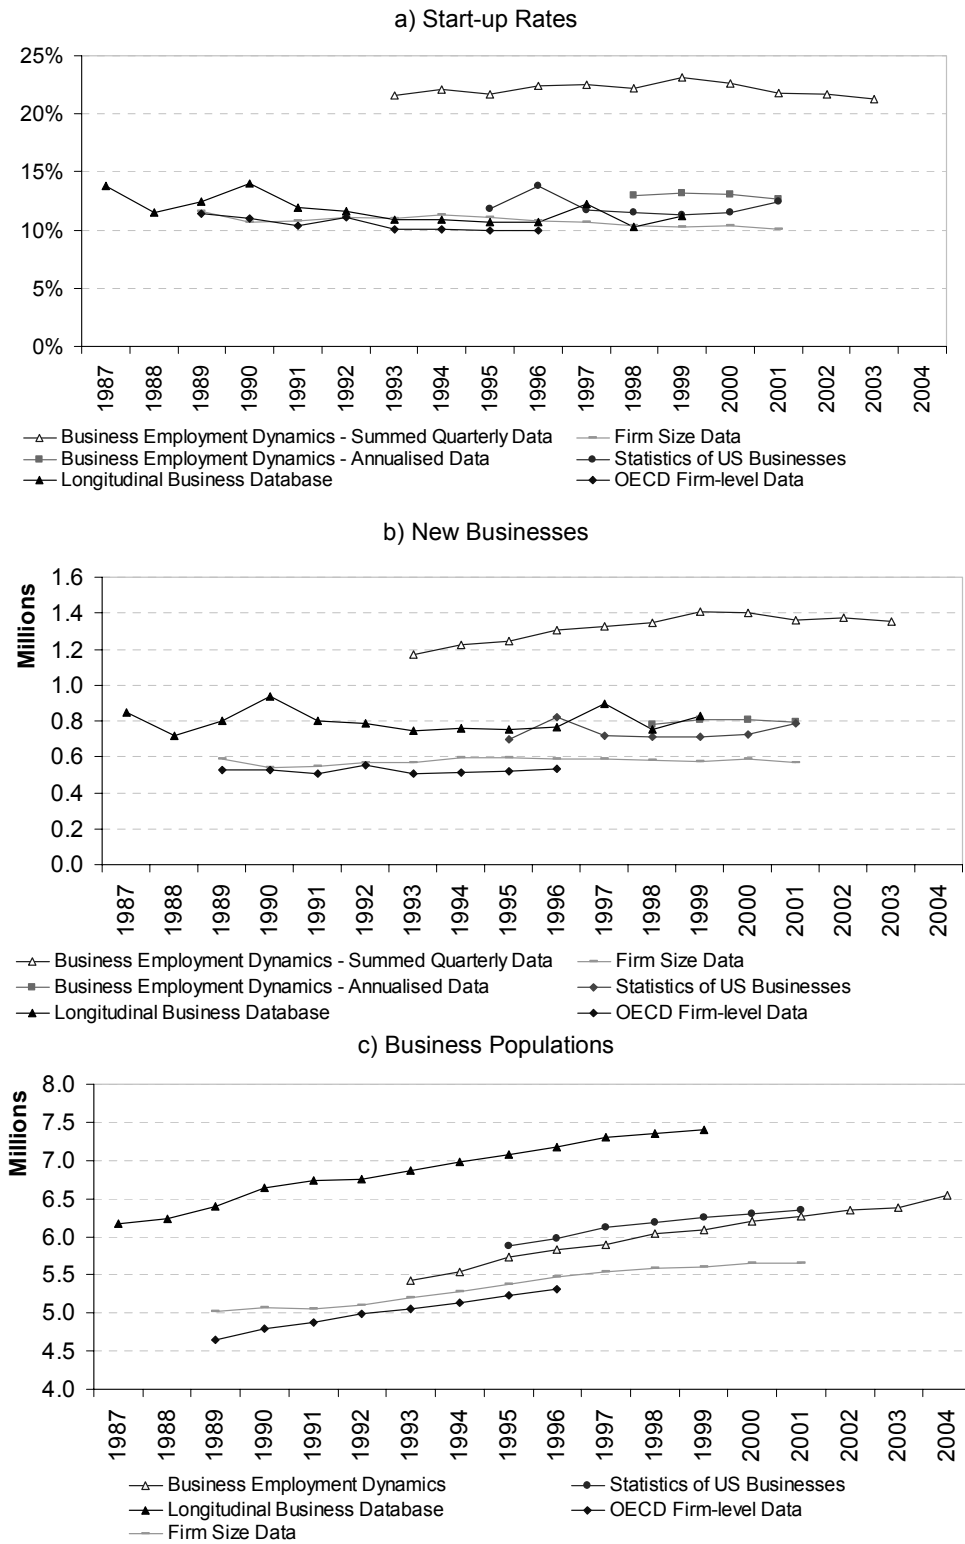 a) Start-up Rates
25%
20%
15%
10%
5%
0%
1987 1988 1989 1990 1991 1992 1993 1994 1995 1996 1997 1998 1999 2000 2001 2002 2003 2004
Business Employment Dynamics - Summed Quarterly Data Firm Size Data
Business Employment Dynamics - Annualised Data Statistics of US Businesses
Longitudinal Business Database OECD Firm-level Data
b) New Businesses
Millions
1.6
1.4
1.2
1.0
0.8
0.6
0.4
0.2
0.0
1987 1988 1989 1990 1991 1992 1993 1994 1995 1996 1997 1998 1999 2000 2001 2002 2003 2004
Business Employment Dynamics - Summed Quarterly Data Firm Size Data
Business Employment Dynamics - Annualised Data Statistics of US Businesses
Longitudinal Business Database OECD Firm-level Data
c) Business Populations
Millions
8.0
7.5
7.0
6.5
6.0
5.5
5.0
4.5
4.0
1987 1988 1989 1990 1991 1992 1993 1994 1995 1996 1997 1998 1999 2000 2001 2002 2003 2004
Business Employment Dynamics Statistics of US Businesses
Longitudinal Business Database OECD Firm-level Data
Firm Size Data